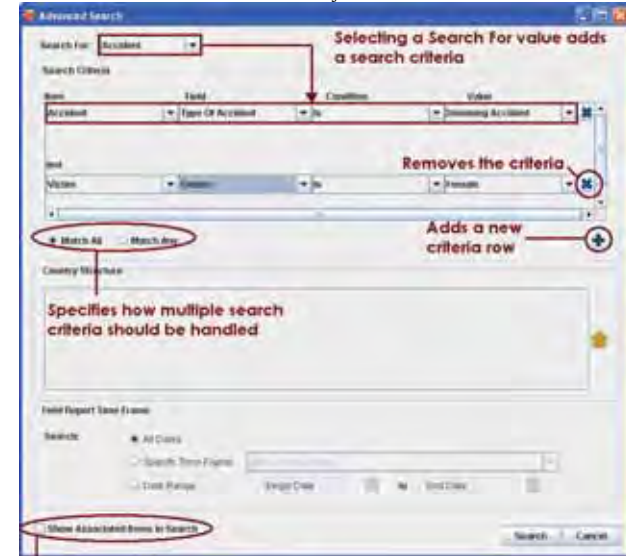 Advanced Search
Search For: Accident
Selecting a Search For value adds
a search criteria
Search Criteria
Item Field Condition Value
Accident Type Of Accident is Demining Accident
and
Removes the criteria
Victim Gender is Female
Match All Match Any
Adds a new
criteria row
Country Structure
Specifies how multiple search
criteria should be handled
Field Report Time Frame
Search: All Dates
Specific Time Frame
Date Range Begin Date to End Date
Show Associated Items In Search
Search Cancel